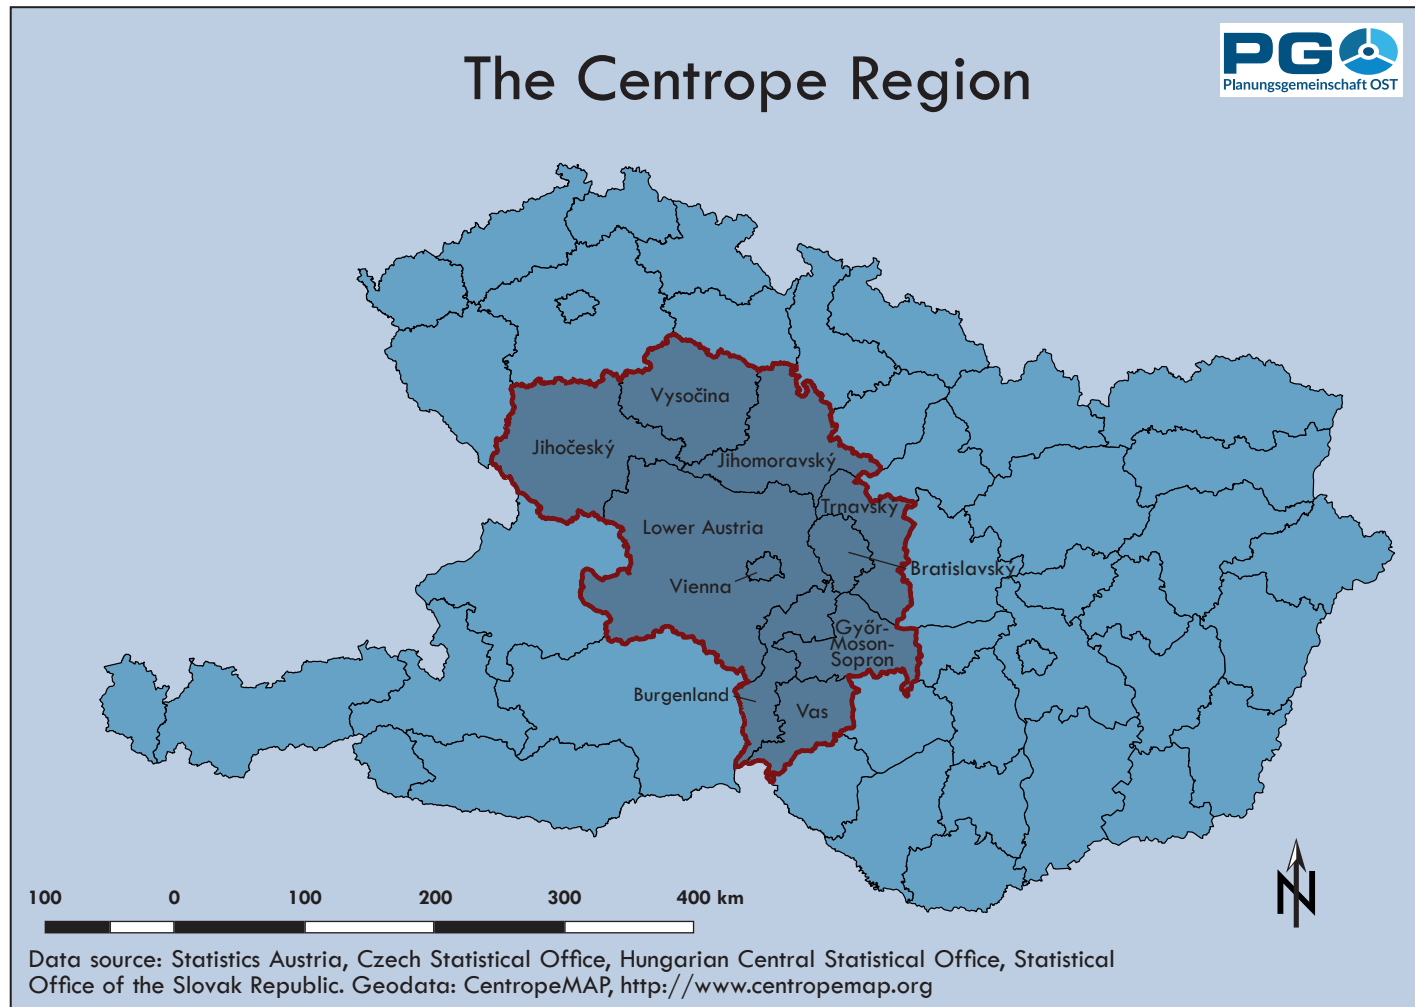 The Centrope Region
PGO
Planungsgemeinschaft OST
Vysočina
Jihočeský
Jihomoravský
Trnavský
Lower Austria
Bratislavský
Vienna
Győr-
Moson-
Sopron
Burgenland
Vas
100 0 100 200 300 400 km
N
Data source: Statistics Austria, Czech Statistical Office, Hungarian Central Statistical Office, Statistical
Office of the Slovak Republic. Geodata: CentropeMAP, http://www.centropemap.org